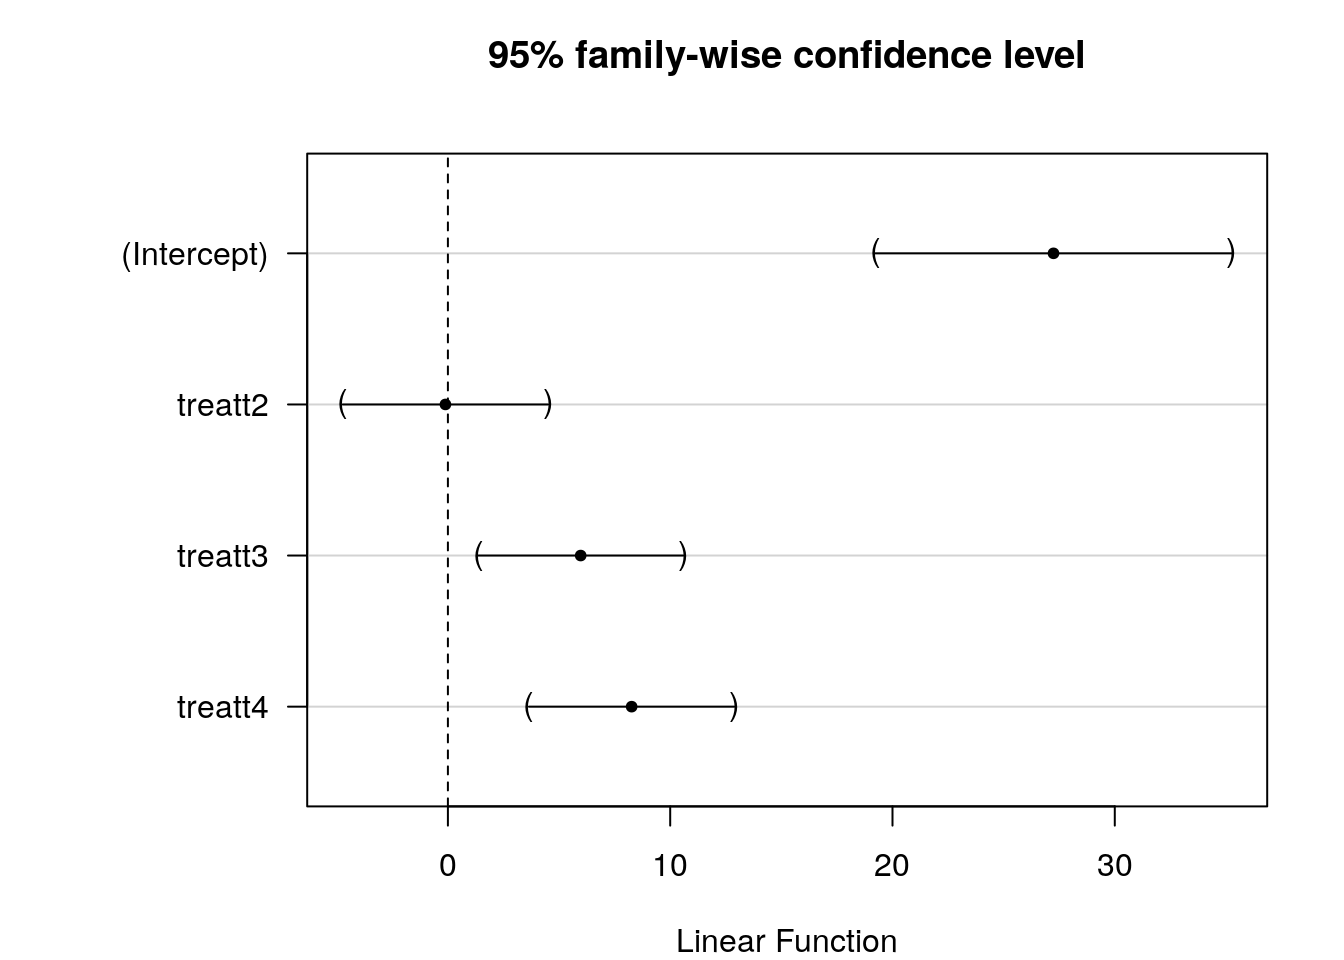 95% family-wise confidence level
(Intercept)
treatt2
treatt3
treatt4
0 10 20 30
Linear Function